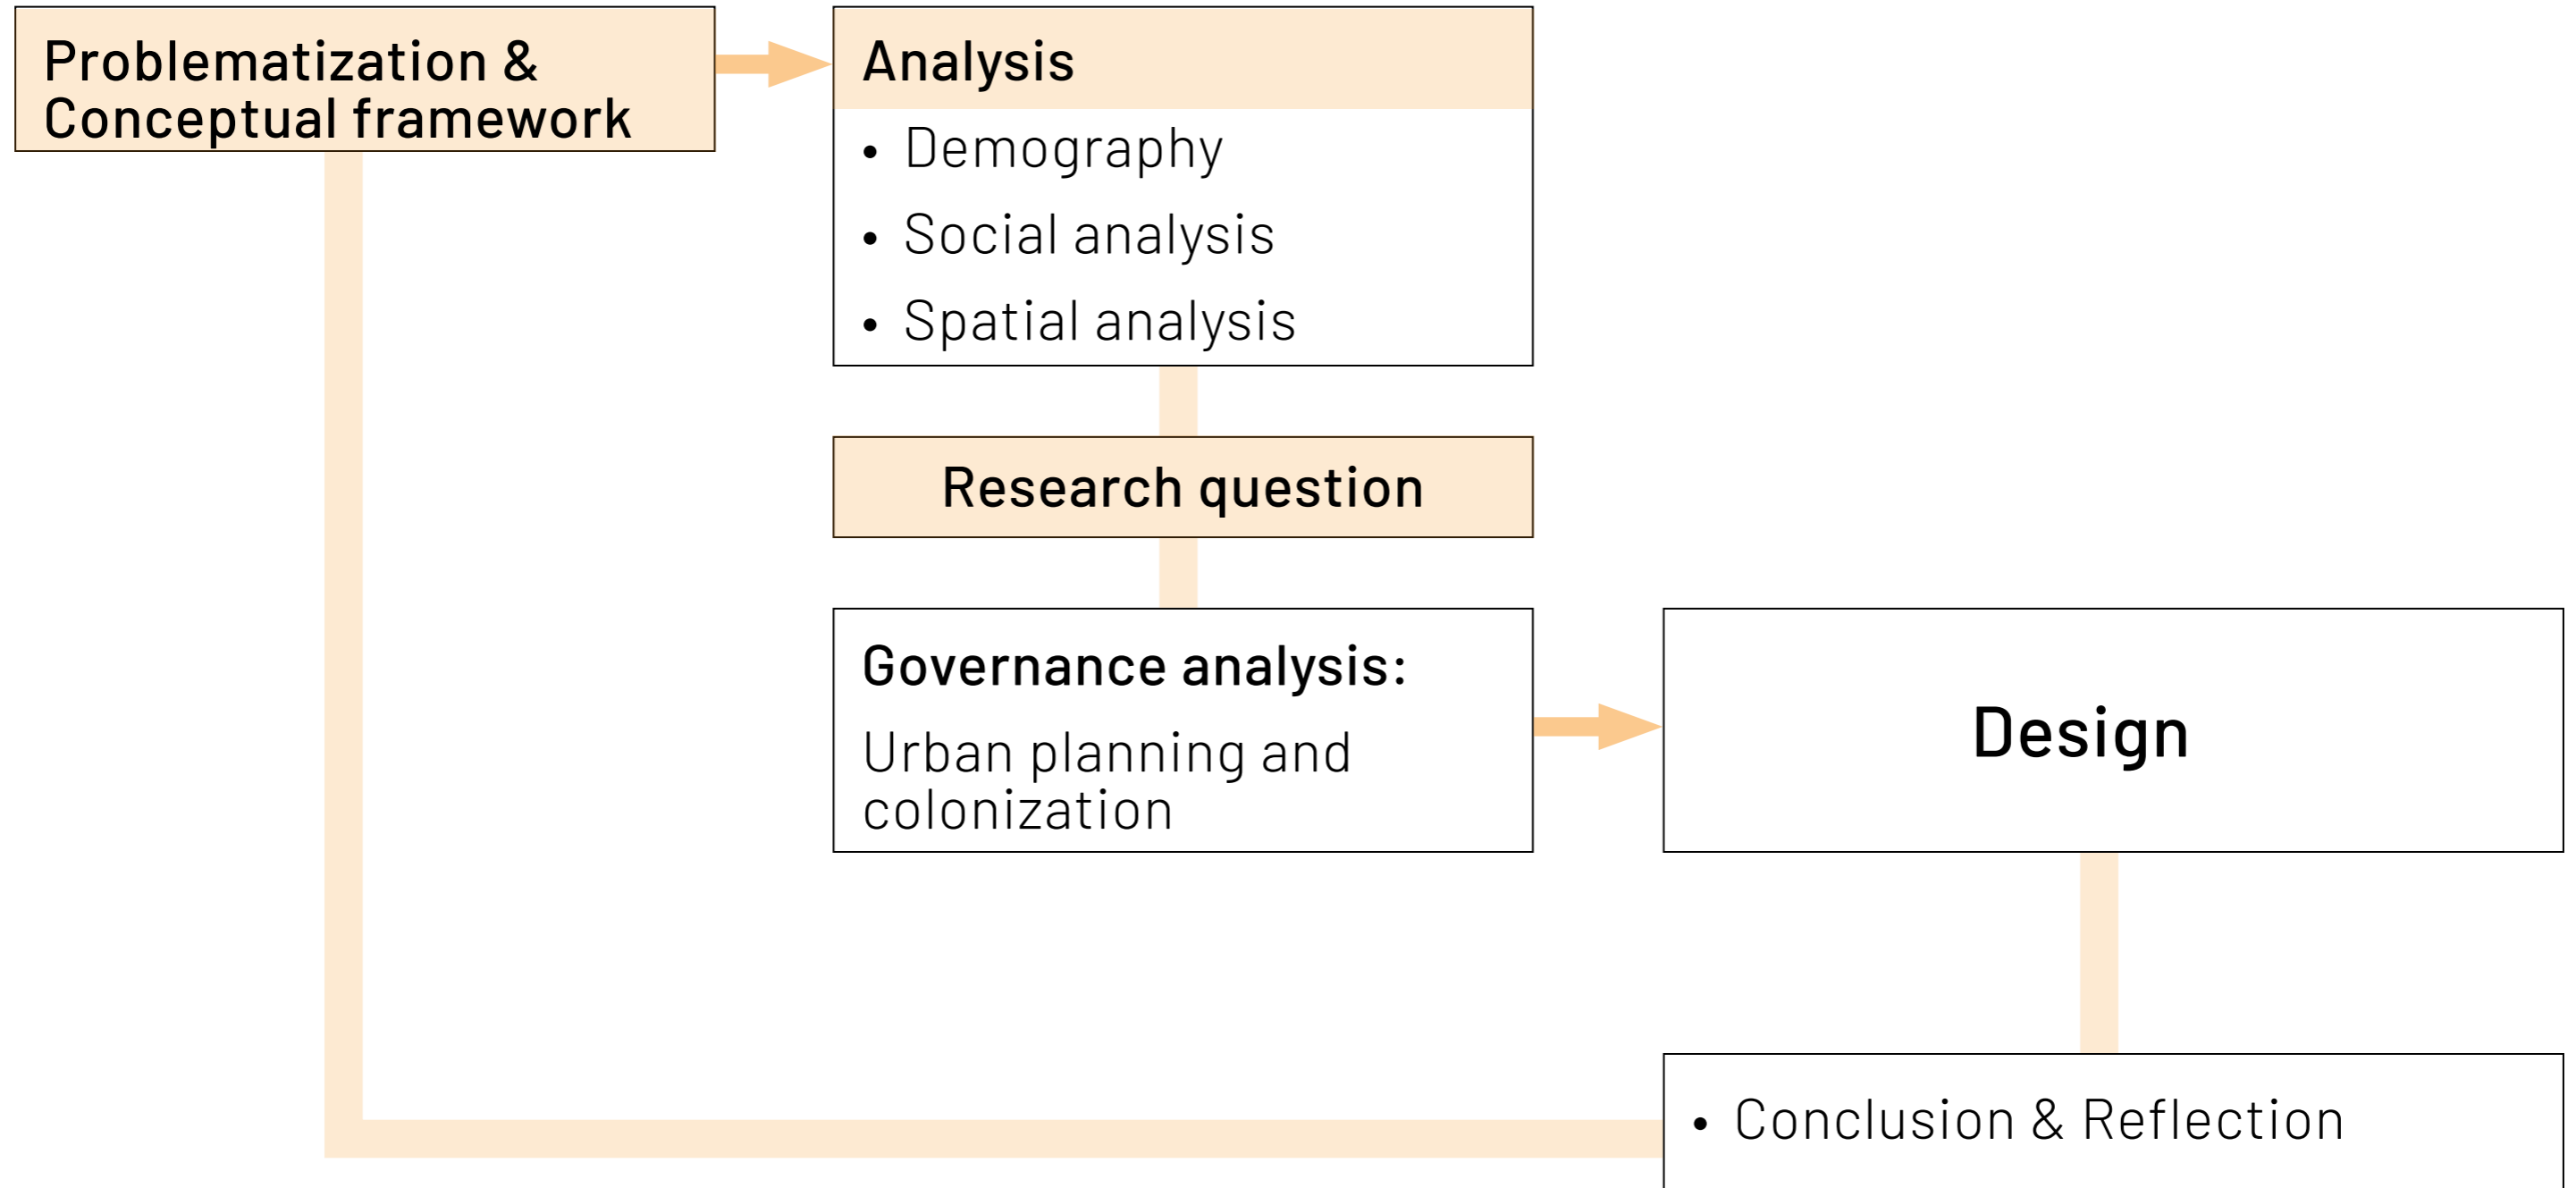 Problematization &
Conceptual framework
Analysis
• Demography
• Social analysis
• Spatial analysis
Research question
Governance analysis:
Urban planning and
colonization
Design
• Conclusion & Reflection